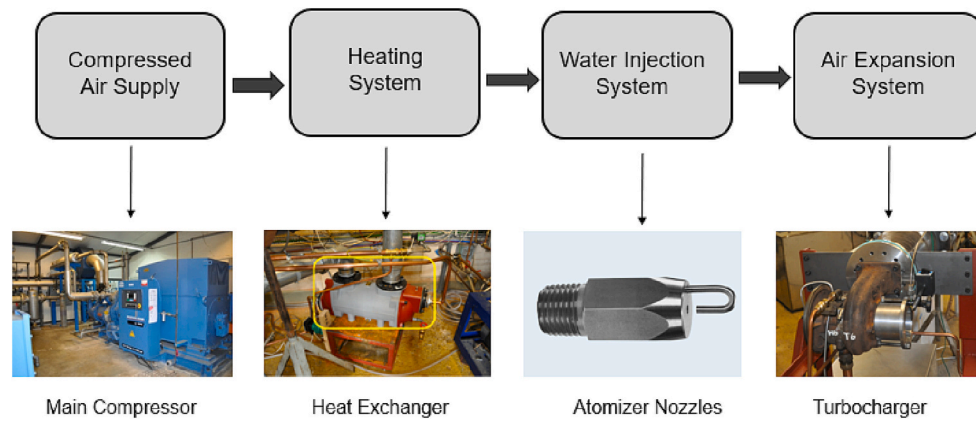 Compressed
Air Supply
Heating
System
Water Injection
System
Air Expansion
System
Main Compressor
Heat Exchanger
Atomizer Nozzles
Turbocharger